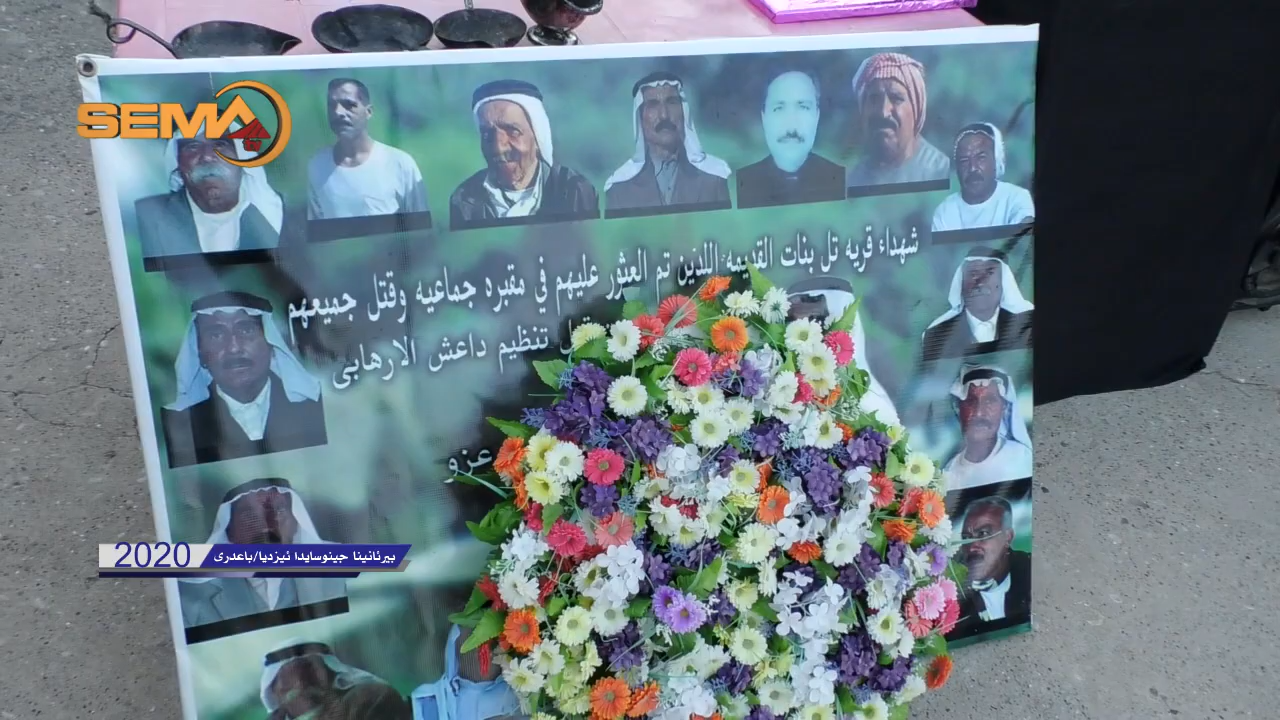 SEMA
شهداء قريه تل بنات القديمه اللذين تم العثور عليهم في مقبره جماعيه وقتل جميعهم
تنظيم داعش الارهابي
عزو
2020 بيرئانينا جينوسايدا ئيزديا/باعدرى